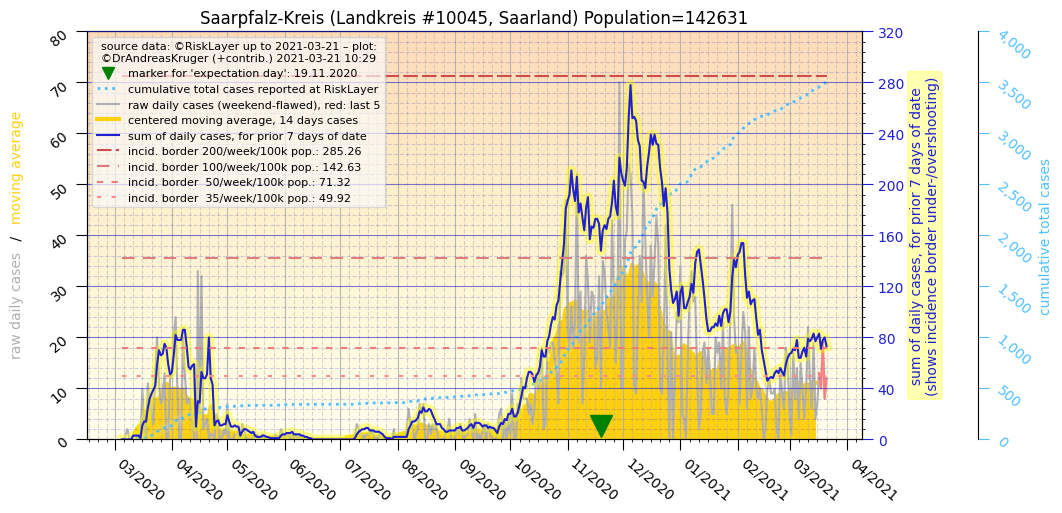 Saarpfalz-Kreis (Landkreis #10045, Saarland) Population=142631
source data: ©RiskLayer up to 2021-03-21 – plot:
©DrAndreasKruger (+contrib.) 2021-03-21 10:29
marker for 'expectation day': 19.11.2020
cumulative total cases reported at RiskLayer
raw daily cases (weekend-flawed), red: last 5
centered moving average, 14 days cases
sum of daily cases, for prior 7 days of date
incid. border 200/week/100k pop.: 285.26
incid. border 100/week/100k pop.: 142.63
incid. border 50/week/100k pop.: 71.32
incid. border 35/week/100k pop.: 49.92
raw daily cases / moving average
80
70
60
50
40
30
20
10
0
03/2020
04/2020
05/2020
06/2020
07/2020
08/2020
09/2020
10/2020
11/2020
12/2020
01/2021
02/2021
03/2021
04/2021
320
280
240
200
160
120
80
40
0
sum of daily cases, for prior 7 days of date
(shows incidence border under-/overshooting)
4,000
3,500
3,000
2,500
2,000
1,500
1,000
500
0
cumulative total cases